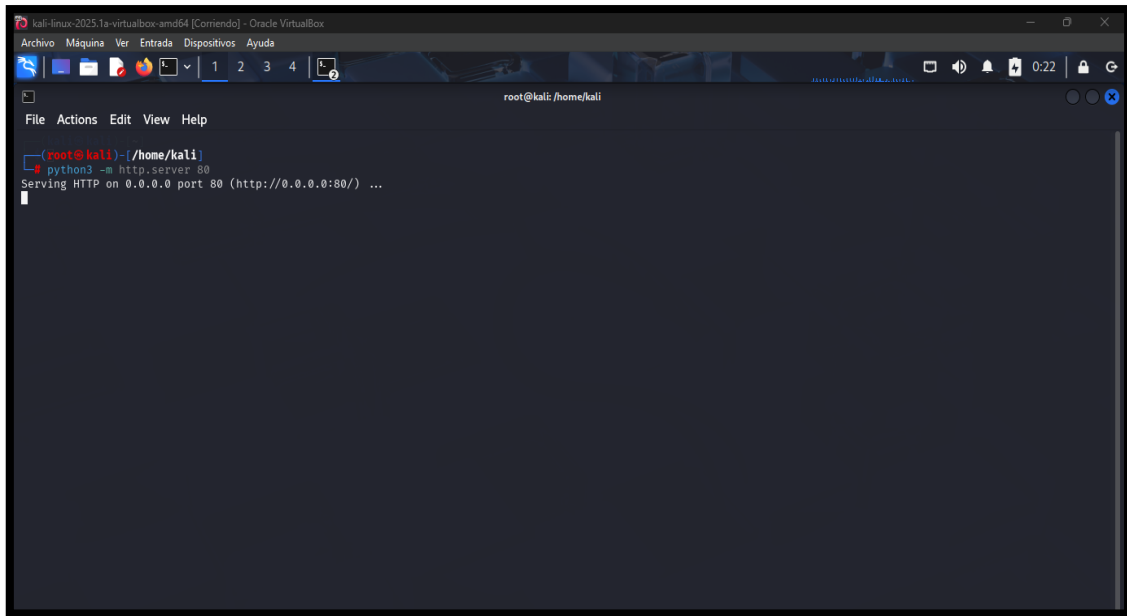 kali-linux-2025.1a-virtualbox-amd64 [Corriendo] - Oracle VirtualBox
Archivo Máquina Ver Entrada Dispositivos Ayuda
1 2 3 4 2 0:22
root@kali: /home/kali
File Actions Edit View Help
┌──(root㉿kali)-[/home/kali]
└─# python3 -m http.server 80
Serving HTTP on 0.0.0.0 port 80 (http://0.0.0.0:80/) ...